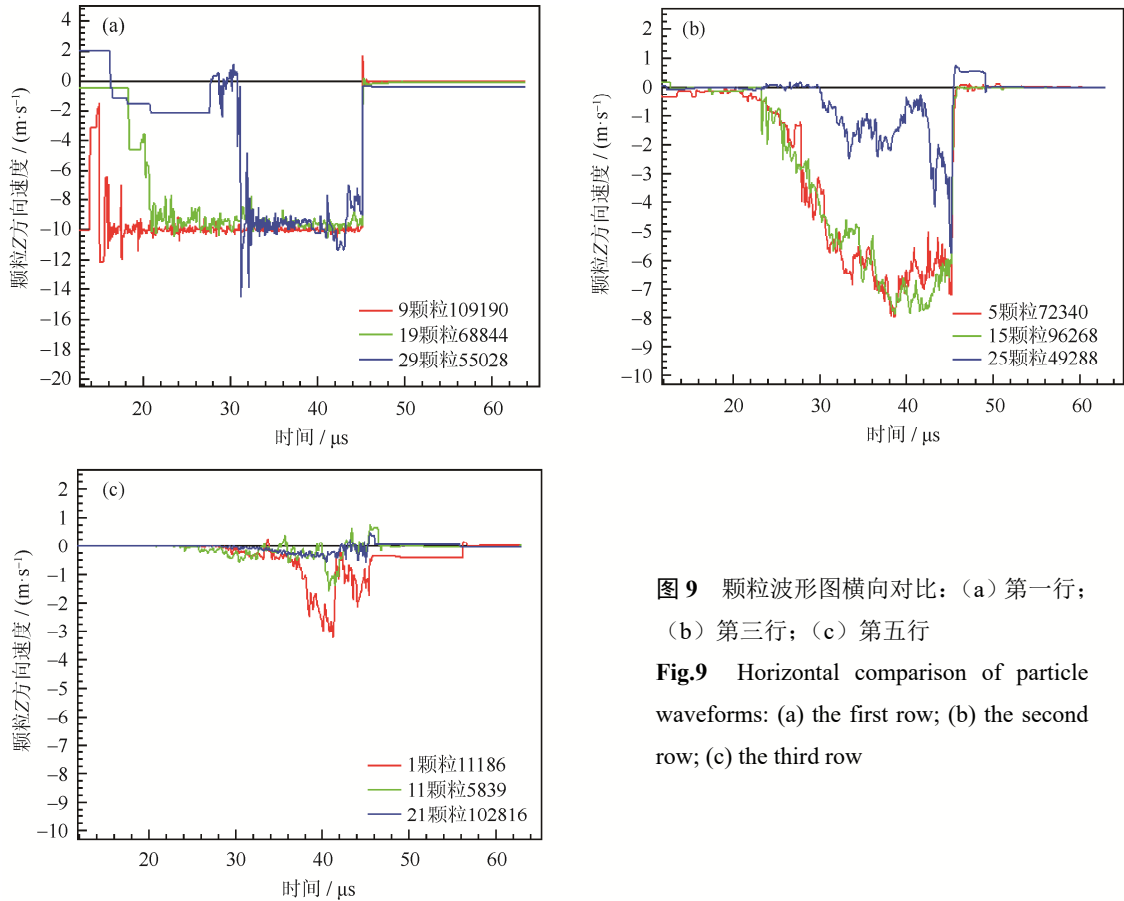 (a)
4
2
0
−2
−4
−6
−8
−10
−12
−14
−16
−18
−20
颗粒Z方向速度 / (m·s⁻¹)
9颗粒109190
19颗粒68844
29颗粒55028
20
30
40
50
60
时间 / μs
(b)
2
1
0
−1
−2
−3
−4
−5
−6
−7
−8
−9
−10
颗粒Z方向速度 / (m·s⁻¹)
5颗粒72340
15颗粒96268
25颗粒49288
20
30
40
50
60
时间 / μs
(c)
2
1
0
−1
−2
−3
−4
−5
−6
−7
−8
−9
−10
颗粒Z方向速度 / (m·s⁻¹)
1颗粒11186
11颗粒5839
21颗粒102816
20
30
40
50
60
时间 / μs
图 9 颗粒波形图横向对比：（a）第一行；
（b）第三行；（c）第五行
Fig.9 Horizontal comparison of particle
waveforms: (a) the first row; (b) the second
row; (c) the third row